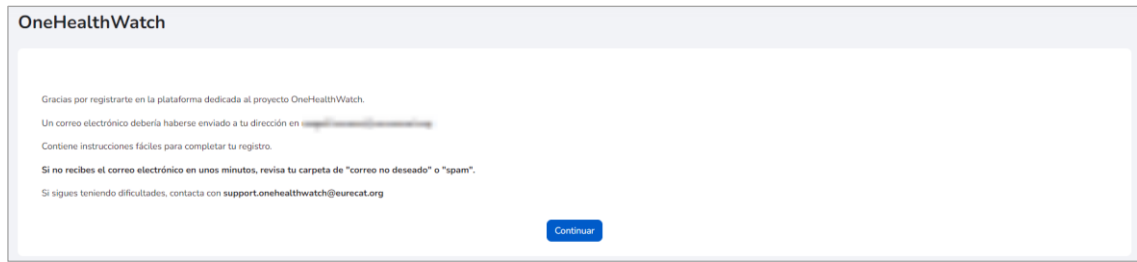 OneHealthWatch
Gracias por registrarte en la plataforma dedicada al proyecto OneHealthWatch.
Un correo electrónico debería haberse enviado a tu dirección en
Contiene instrucciones fáciles para completar tu registro.
Si no recibes el correo electrónico en unos minutos, revisa tu carpeta de "correo no deseado" o "spam".
Si sigues teniendo dificultades, contacta con support.onehealthwatch@eurecat.org
Continuar